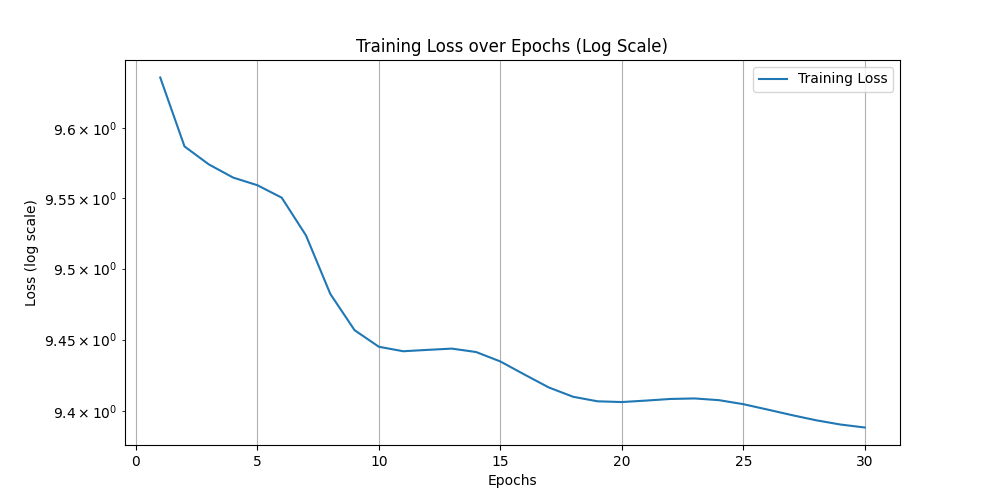 Training Loss over Epochs (Log Scale)
Training Loss
9.6 × 10⁰
9.55 × 10⁰
9.5 × 10⁰
9.45 × 10⁰
9.4 × 10⁰
Loss (log scale)
0 5 10 15 20 25 30
Epochs